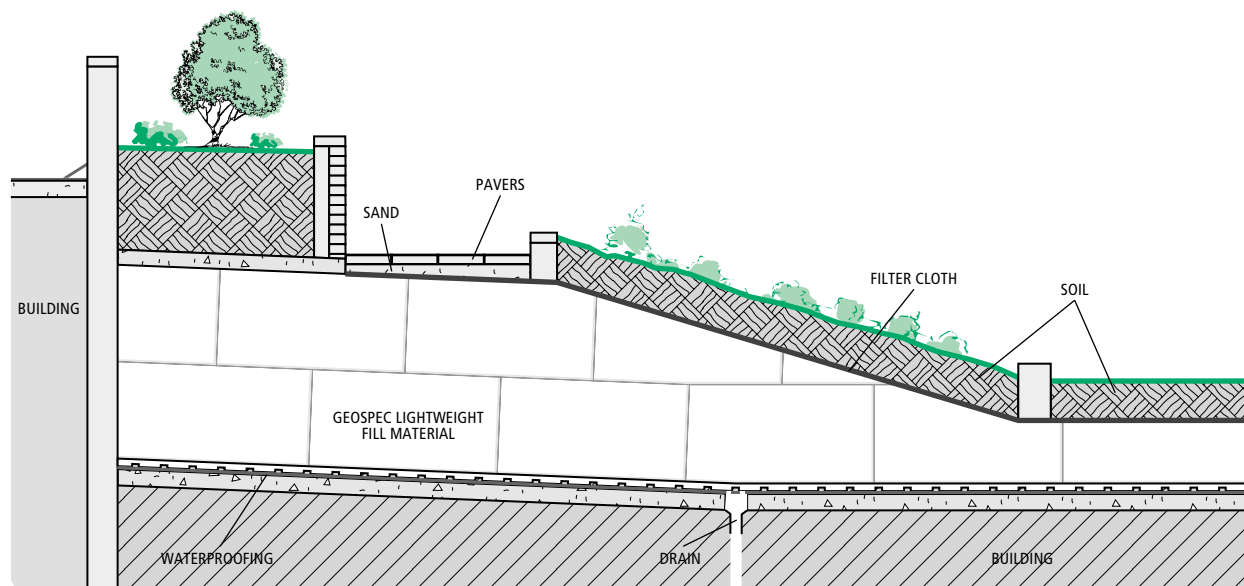 PAVERS
SAND
FILTER CLOTH
SOIL
BUILDING
GEOSPEC LIGHTWEIGHT
FILL MATERIAL
WATERPROOFING
DRAIN
BUILDING